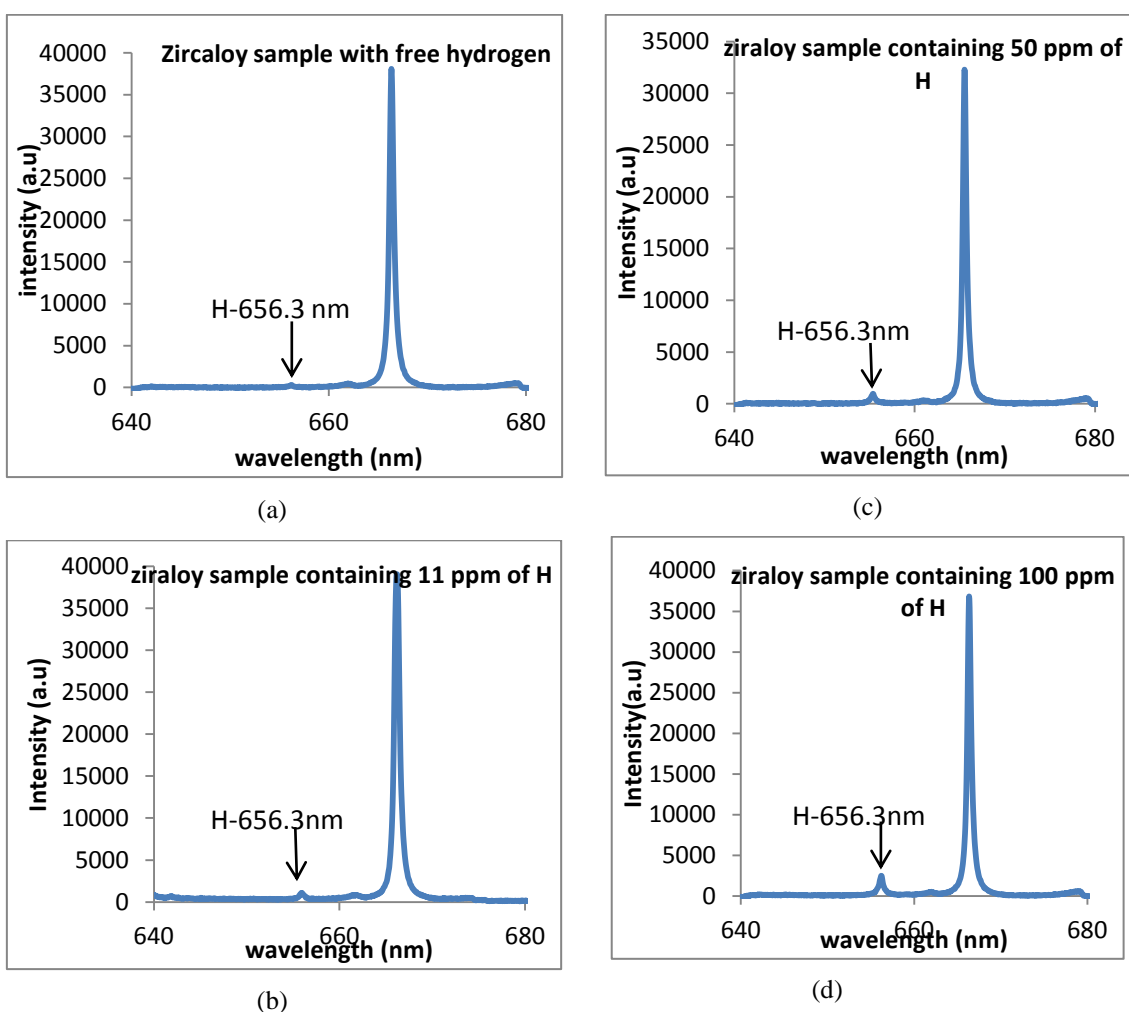 Zircaloy sample with free hydrogen
40000
35000
30000
25000
20000
15000
10000
5000
0
intensity (a.u)
H-656.3 nm
640
660
680
wavelength (nm)
(a)
ziraloy sample containing 50 ppm of
H
35000
30000
25000
20000
15000
10000
5000
0
Intensity (a.u)
H-656.3nm
640
660
680
wavelength (nm)
(c)
ziraloy sample containing 11 ppm of H
40000
35000
30000
25000
20000
15000
10000
5000
0
Intensity (a.u)
H-656.3nm
640
660
680
wavelength (nm)
(b)
ziraloy sample containing 100 ppm
of H
40000
35000
30000
25000
20000
15000
10000
5000
0
Intensity(a.u)
H-656.3nm
640
660
680
wavelength (nm)
(d)